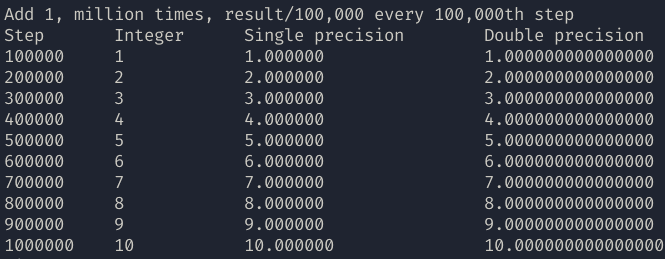 Add 1, million times, result/100,000 every 100,000th step
Step Integer Single precision Double precision
100000 1 1.000000 1.000000000000000
200000 2 2.000000 2.000000000000000
300000 3 3.000000 3.000000000000000
400000 4 4.000000 4.000000000000000
500000 5 5.000000 5.000000000000000
600000 6 6.000000 6.000000000000000
700000 7 7.000000 7.000000000000000
800000 8 8.000000 8.000000000000000
900000 9 9.000000 9.000000000000000
1000000 10 10.000000 10.000000000000000